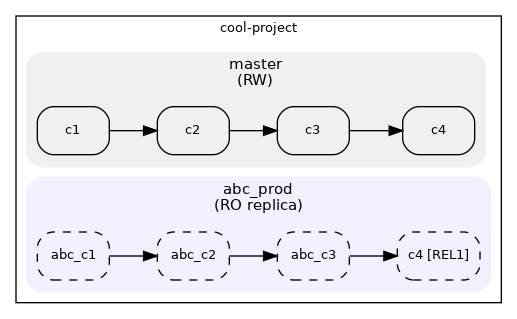 cool-project
master
(RW)
c1
c2
c3
c4
abc_prod
(RO replica)
abc_c1
abc_c2
abc_c3
c4 [REL1]